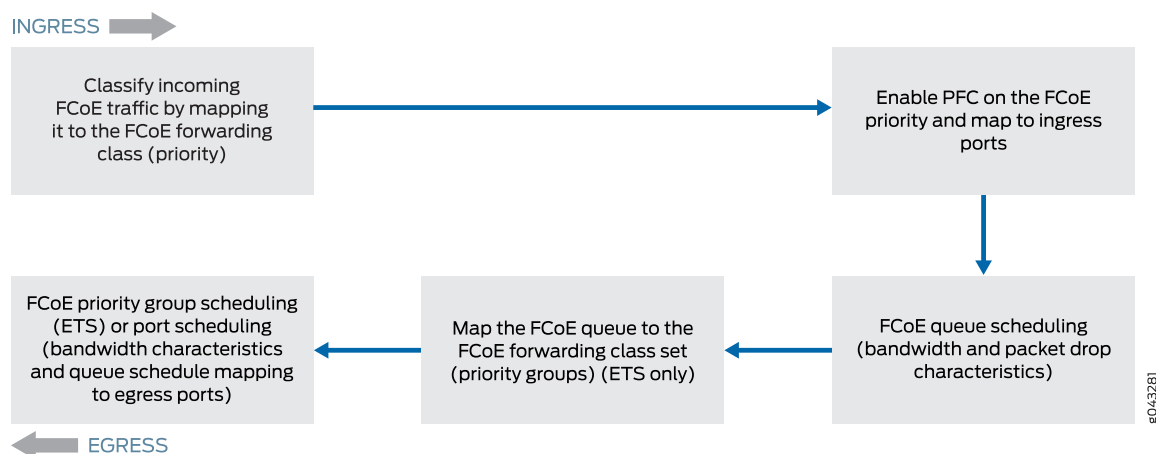 INGRESS
Classify incoming
FCoE traffic by mapping
it to the FCoE forwarding
class (priority)
Enable PFC on the FCoE
priority and map to ingress
ports
FCoE queue scheduling
(bandwidth and packet drop
characteristics)
Map the FCoE queue to the
FCoE forwarding class set
(priority groups) (ETS only)
FCoE priority group scheduling
(ETS) or port scheduling
(bandwidth characteristics
and queue schedule mapping
to egress ports)
EGRESS
g043281